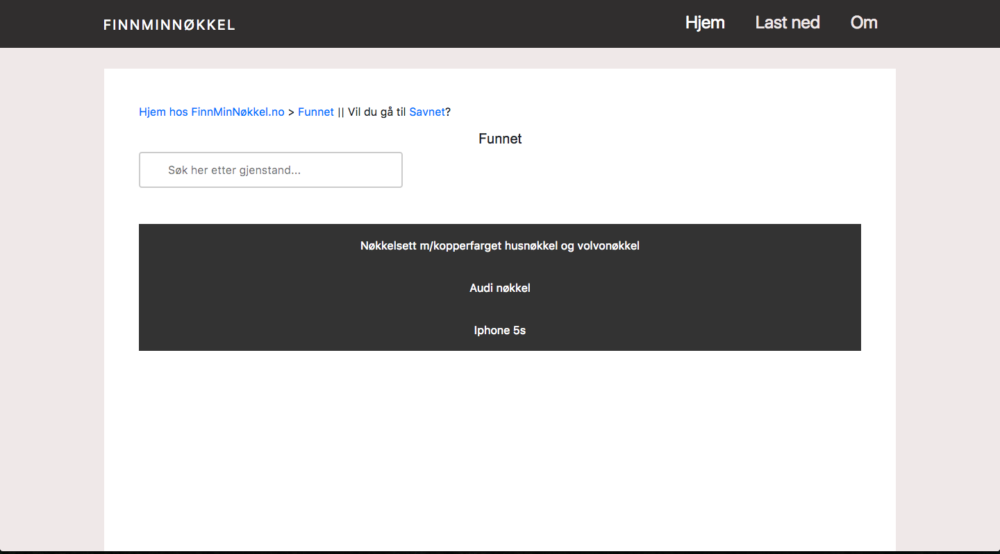 FINNMINNØKKEL Hjem Last ned Om
Hjem hos FinnMinNøkkel.no > Funnet || Vil du gå til Savnet?
Funnet
Søk her etter gjenstand...
Nøkkelsett m/kopperfarget husnøkkel og volvonøkkel
Audi nøkkel
Iphone 5s